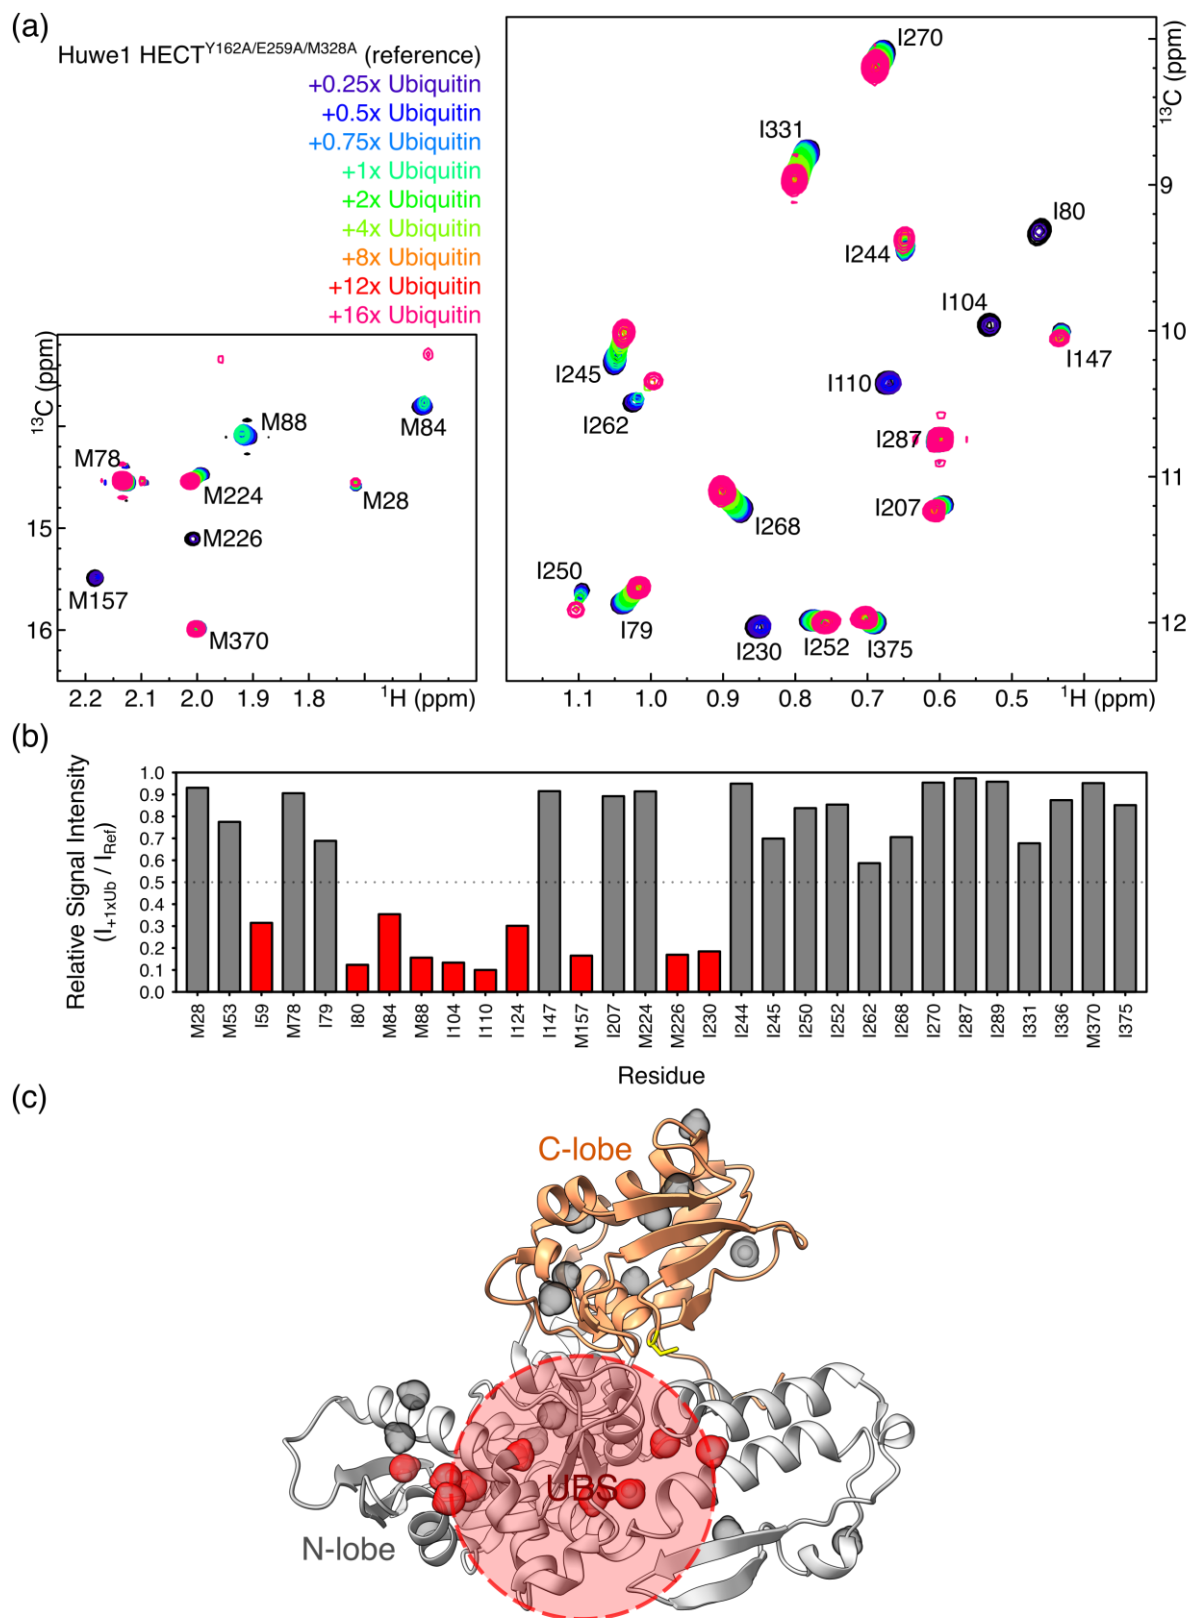 (a)
Huwe1 HECT^Y162A/E259A/M328A (reference)
+0.25x Ubiquitin
+0.5x Ubiquitin
+0.75x Ubiquitin
+1x Ubiquitin
+2x Ubiquitin
+4x Ubiquitin
+8x Ubiquitin
+12x Ubiquitin
+16x Ubiquitin
13C (ppm)
M78
M88
M84
M224
M28
M226
M157
M370
15
16
2.2 2.1 2.0 1.9 1H (ppm)
I270
I331
I80
I244
I104
I147
I245
I110
I262
I287
I268
I207
I250
I79
I230
I252
I375
13C (ppm)
9
10
11
12
1.1 1.0 0.9 0.8 0.7 0.6 0.5 1H (ppm)
(b)
Relative Signal Intensity
(I+1xUb / IRef)
1.0
0.9
0.8
0.7
0.6
0.5
0.4
0.3
0.2
0.1
0.0
M28 M53 I59 M78 I79 I80 M84 M88 I104 I110 I124 I147 M157 I207 M224 M226 I230 I244 I245 I250 I252 I262 I268 I270 I287 I289 I331 I336 M370 I375
Residue
(c)
C-lobe
UBS
N-lobe